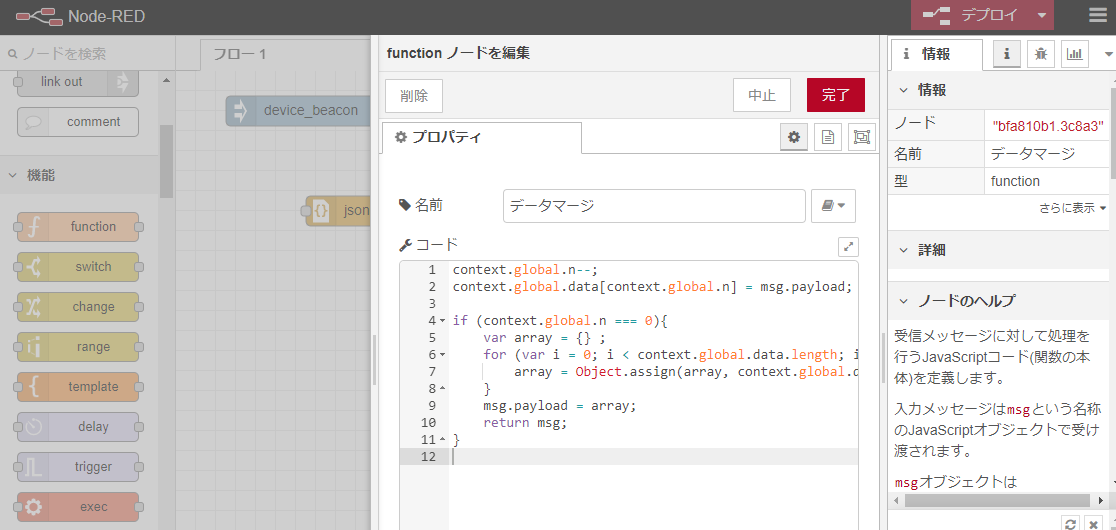 Node-RED
デプロイ
ノードを検索
link out
comment
機能
function
switch
change
range
template
delay
trigger
exec
フロー 1
device_beacon
json
function ノードを編集
削除
中止
完了
プロパティ
名前
データマージ
コード
1 context.global.n--;
2 context.global.data[context.global.n] = msg.payload;
3
4 if (context.global.n === 0){
5 var array = {} ;
6 for (var i = 0; i < context.global.data.length; i
7 array = Object.assign(array, context.global.d
8 }
9 msg.payload = array;
10 return msg;
11 }
12
情報
情報
ノード "bfa810b1.3c8a3"
名前 データマージ
型 function
さらに表示
詳細
ノードのヘルプ
受信メッセージに対して処理を
行うJavaScriptコード(関数の本
体)を定義します。
入力メッセージはmsgという名称
のJavaScriptオブジェクトで受け
渡されます。
msgオブジェクトは